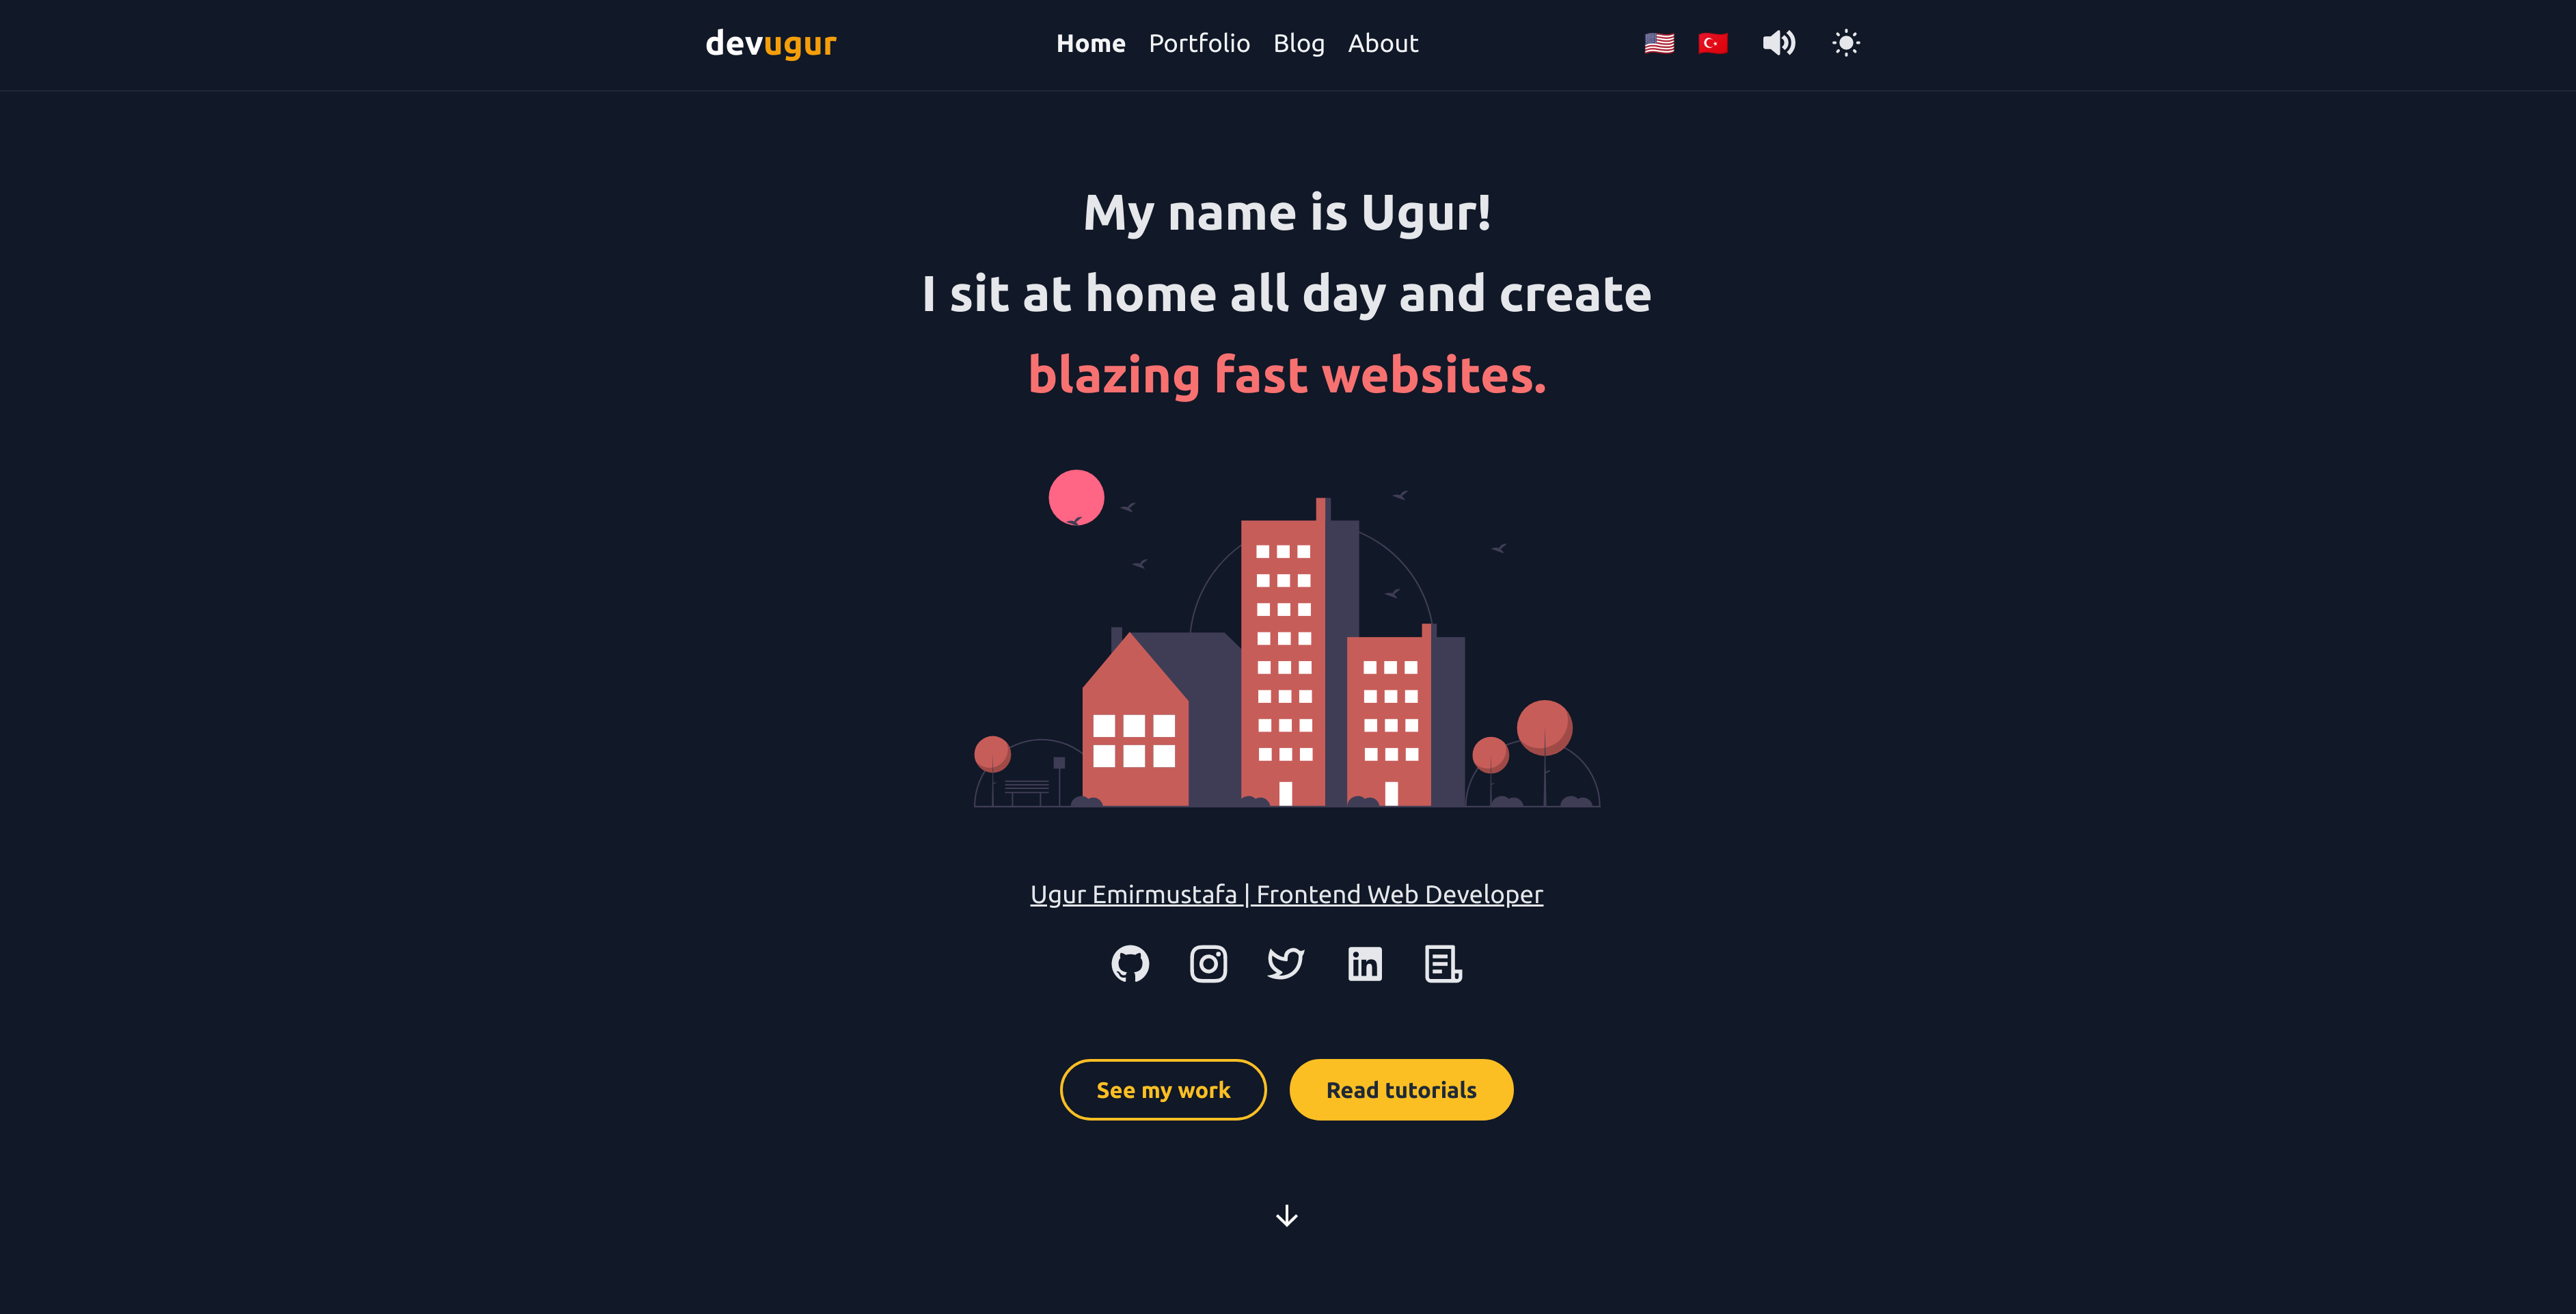 devugur
Home Portfolio Blog About
My name is Ugur!
I sit at home all day and create
blazing fast websites.
Ugur Emirmustafa | Frontend Web Developer
See my work
Read tutorials